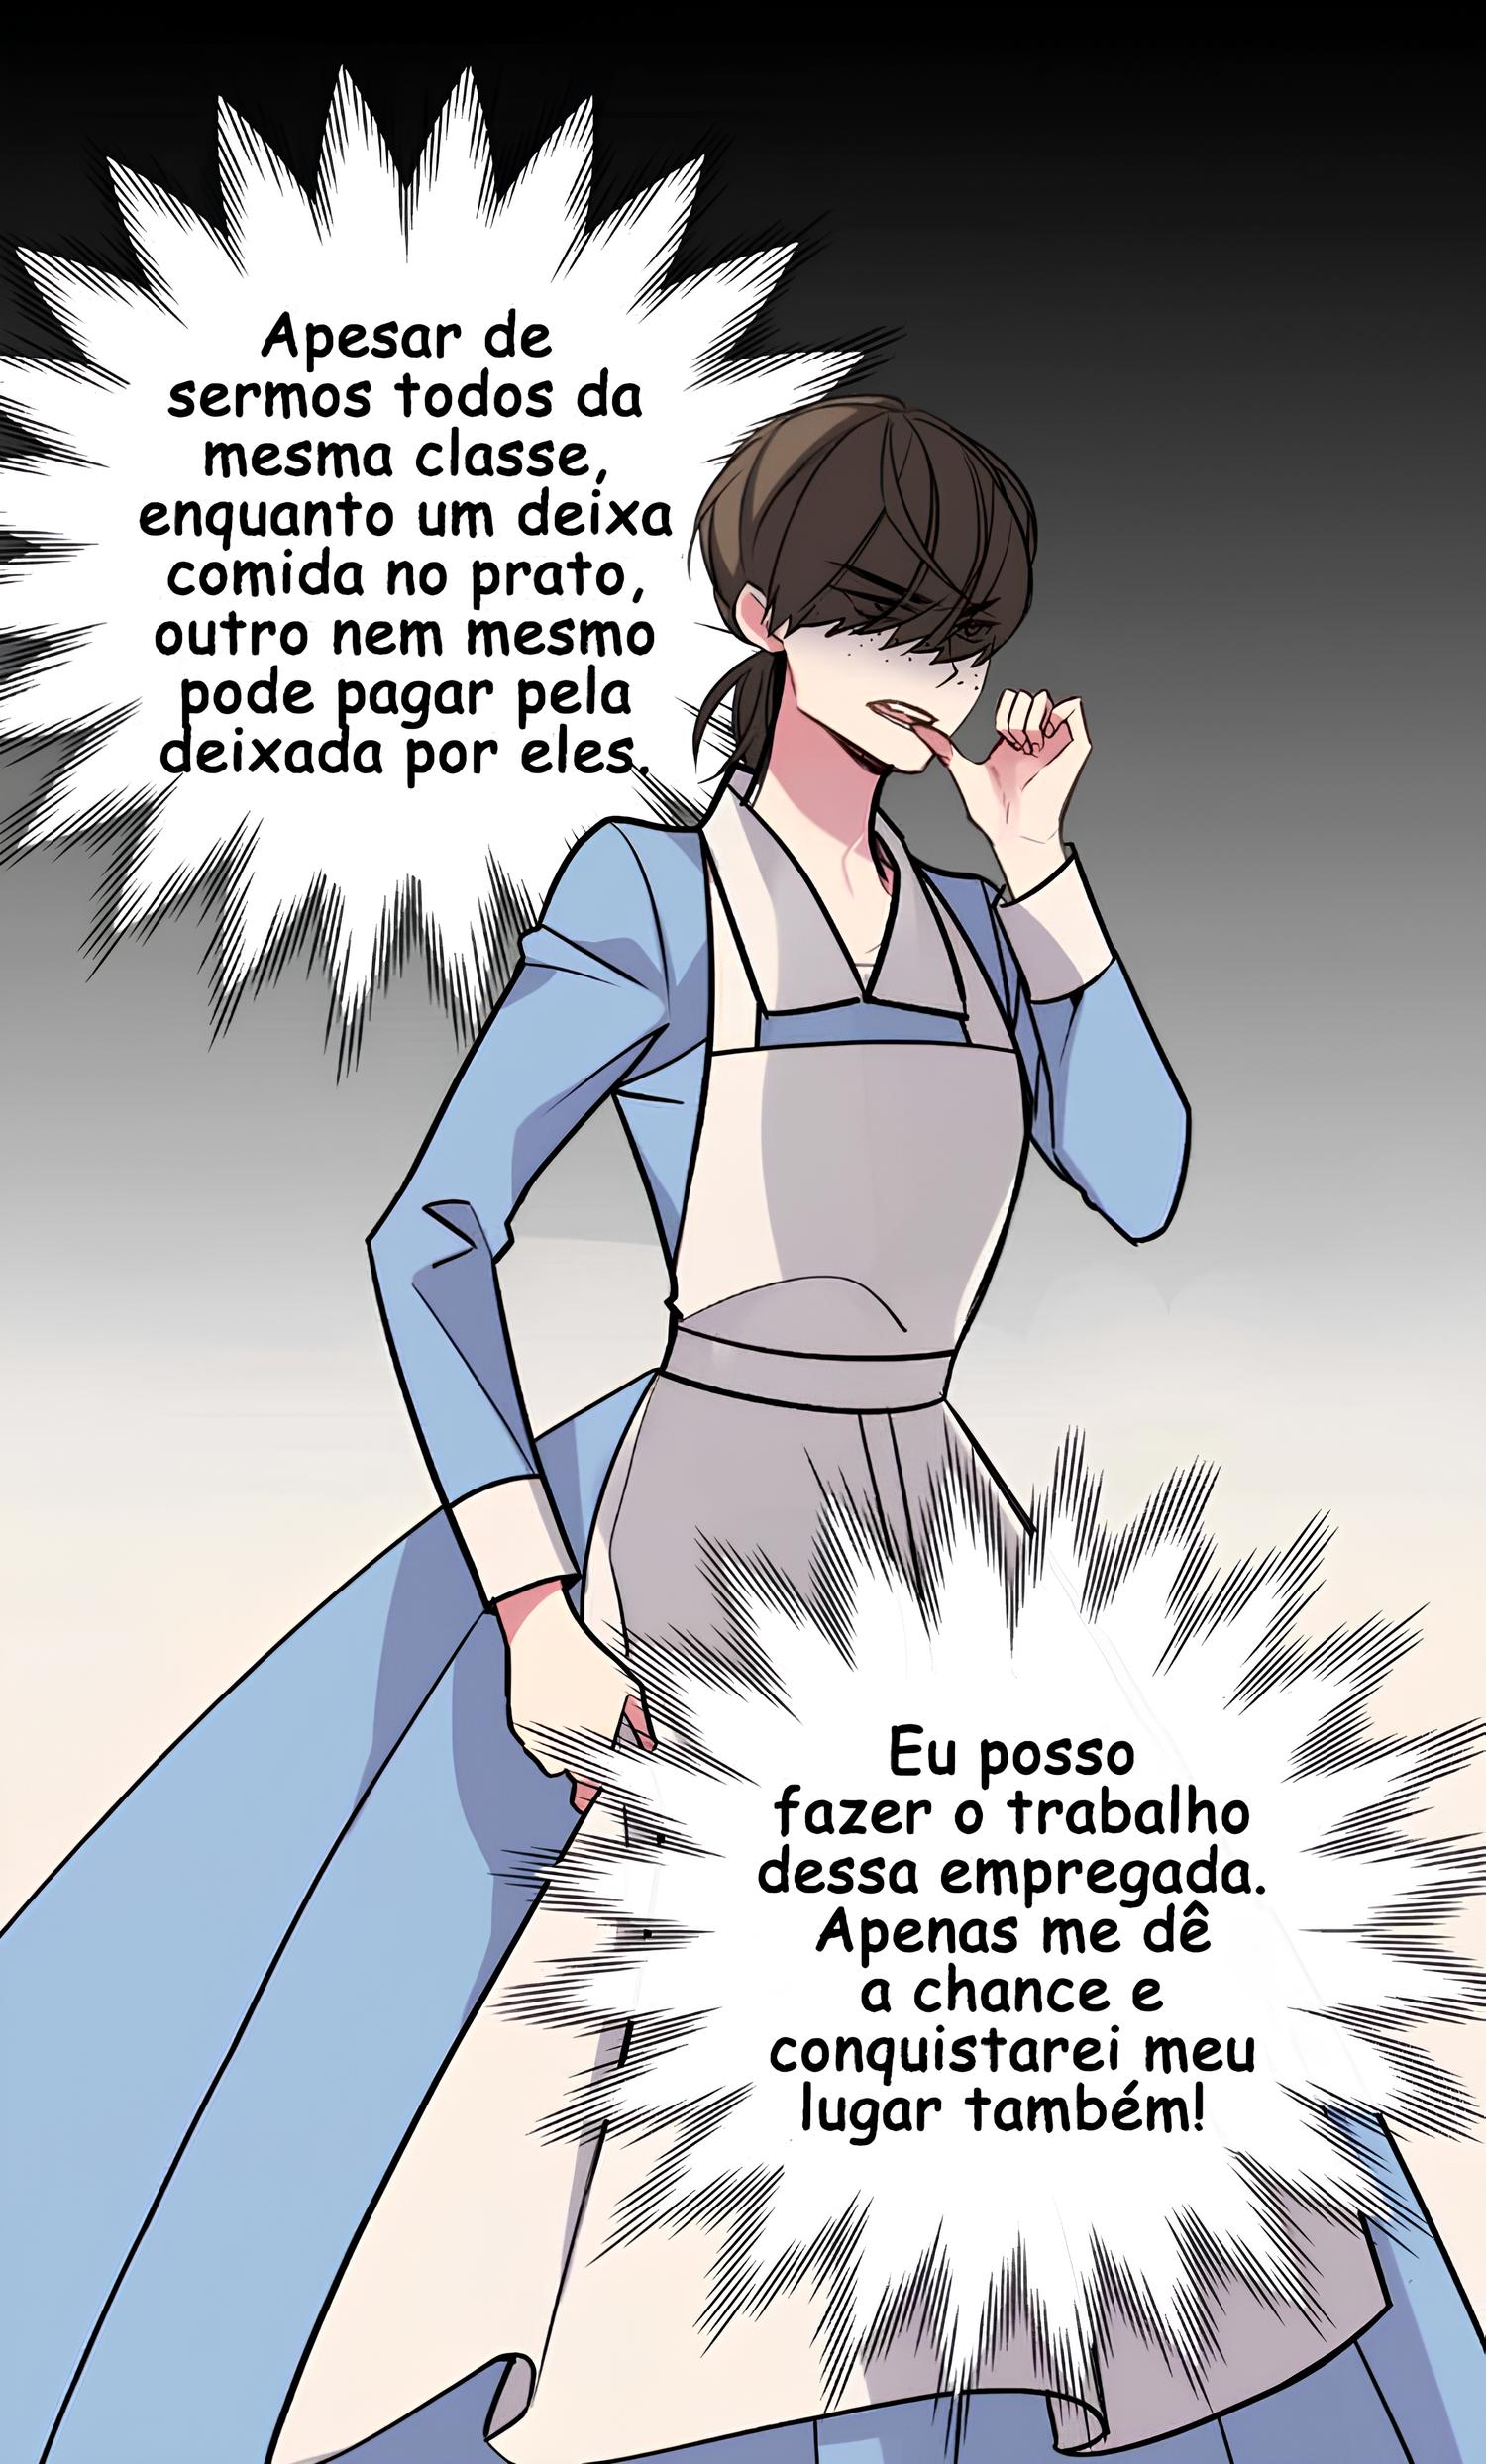 Apesar de
sermos todos da
mesma classe,
enquanto um deixa
comida no prato,
outro nem mesmo
pode pagar pela
deixada por eles.
Eu posso
fazer o trabalho
dessa empregada.
Apenas me dê
a chance e
conquistarei meu
lugar também!